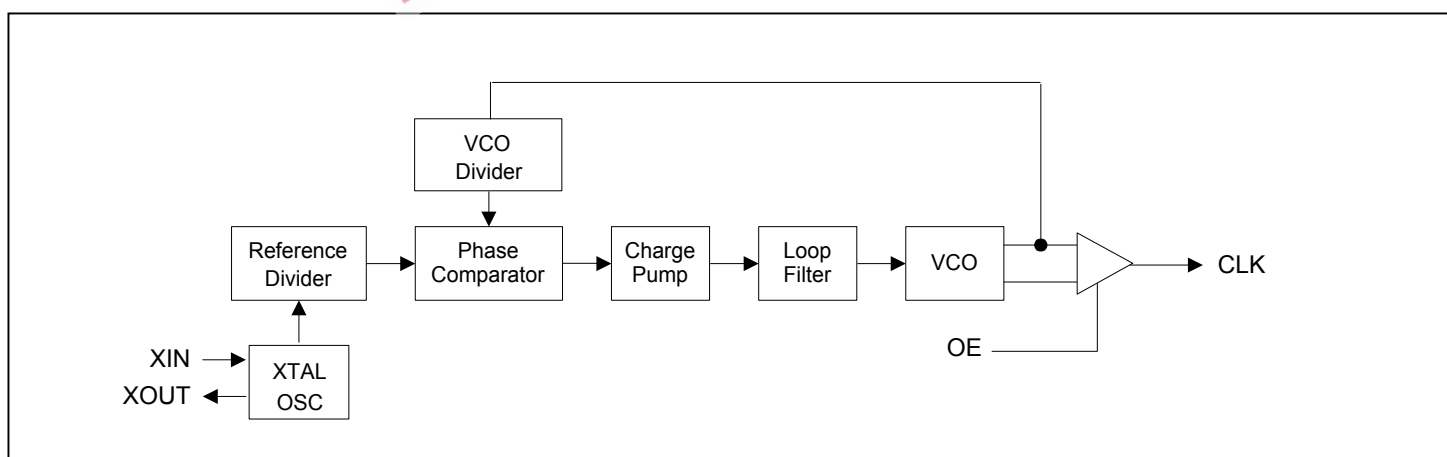 VCO
Divider
Reference
Divider
Phase
Comparator
Charge
Pump
Loop
Filter
VCO
CLK
OE
XIN
XOUT
XTAL
OSC